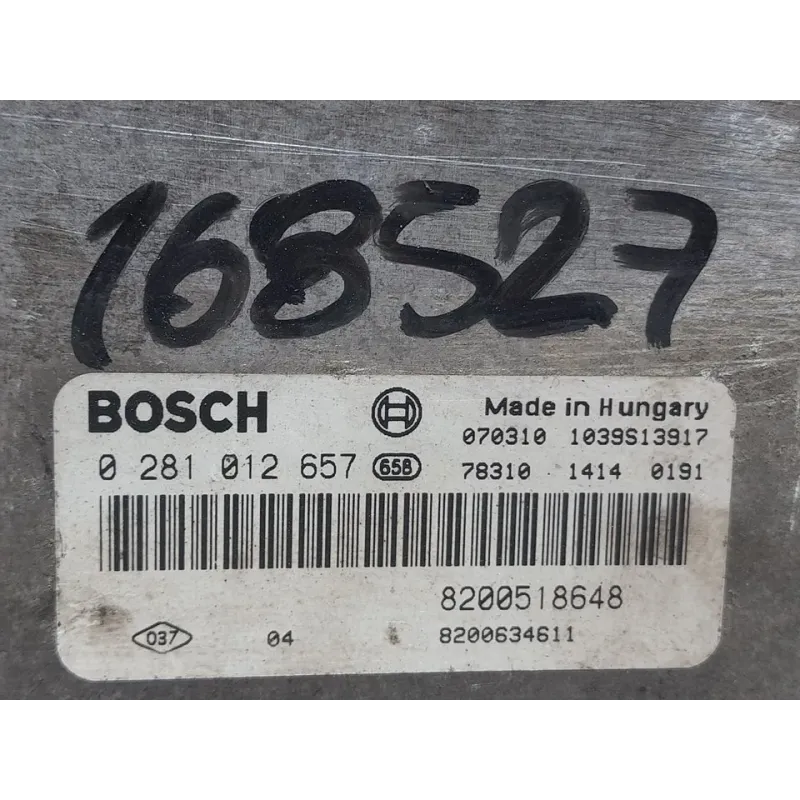 168527
BOSCH Made in Hungary
070310 1039S13917
0 281 012 657 658 78310 1414 0191
8200518648
037 04 8200634611